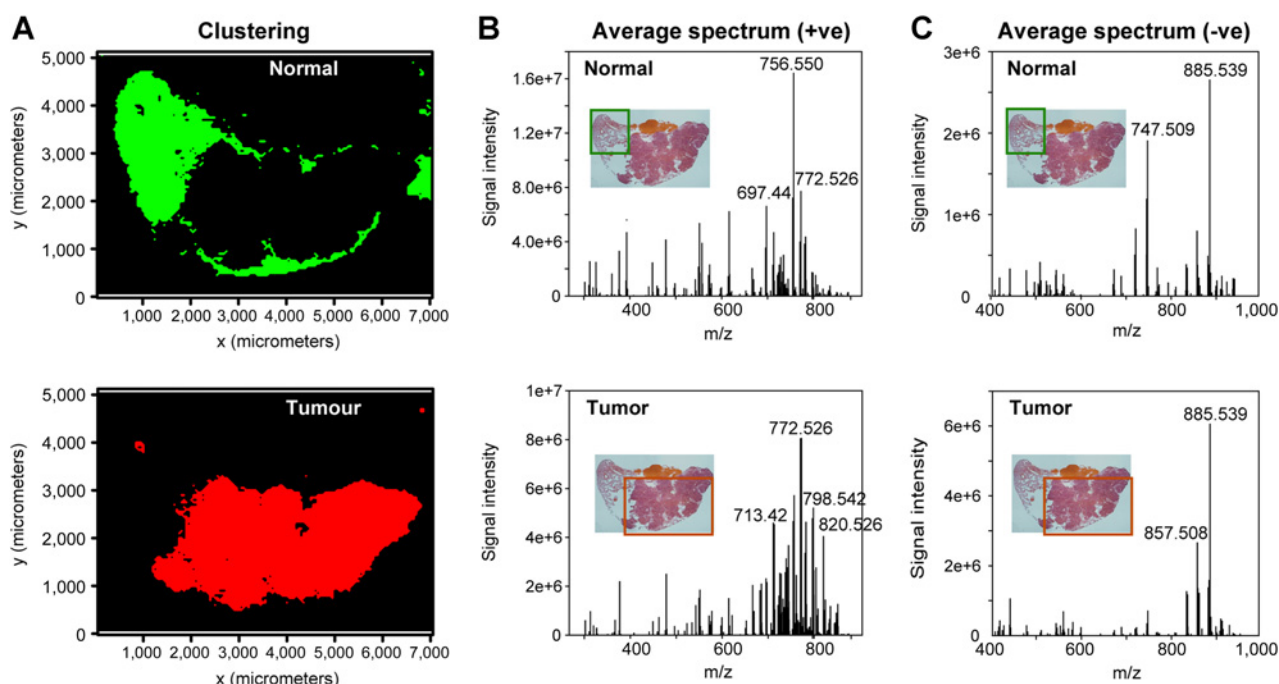 A
Clustering
Normal
5,000
4,000
3,000
2,000
1,000
0
y (micrometers)
1,000 2,000 3,000 4,000 5,000 6,000 7,000
x (micrometers)
B
Average spectrum (+ve)
Normal
756.550
772.526
697.44
1.6e+7
1.2e+7
8.0e+6
4.0e+6
0
Signal intensity
400 600 800
m/z
C
Average spectrum (-ve)
Normal
885.539
747.509
3e+6
2e+6
1e+6
0
Signal intensity
400 600 800 1,000
m/z
Tumour
5,000
4,000
3,000
2,000
1,000
0
y (micrometers)
1,000 2,000 3,000 4,000 5,000 6,000 7,000
x (micrometers)
Tumor
772.526
798.542
713.42
820.526
1e+7
8e+6
6e+6
4e+6
2e+6
0
Signal intensity
400 600 800
m/z
Tumor
885.539
857.508
6e+6
4e+6
2e+6
0
Signal intensity
400 600 800 1,000
m/z